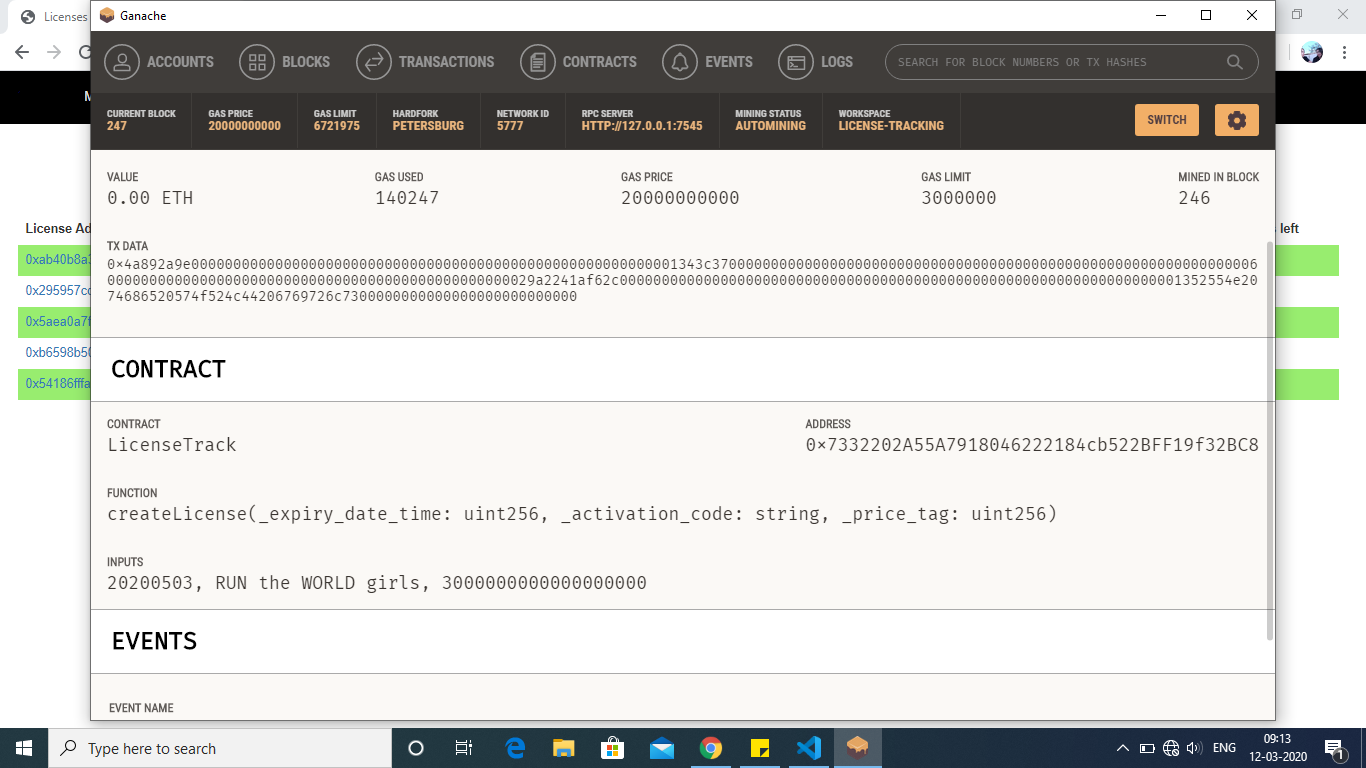 Licenses
Ganache
ACCOUNTS BLOCKS TRANSACTIONS CONTRACTS EVENTS LOGS SEARCH FOR BLOCK NUMBERS OR TX HASHES
CURRENT BLOCK GAS PRICE GAS LIMIT HARDFORK NETWORK ID RPC SERVER MINING STATUS WORKSPACE
247 20000000000 6721975 PETERSBURG 5777 HTTP://127.0.0.1:7545 AUTOMINING LICENSE-TRACKING
SWITCH
VALUE GAS USED GAS PRICE GAS LIMIT MINED IN BLOCK
0.00 ETH 140247 20000000000 3000000 246
License Ad
left
TX DATA
0xab40b8a
0x295957c
0x5aea0a7
0xb6598b5
0x54186fffa
CONTRACT
CONTRACT ADDRESS
LicenseTrack 0x7332202A55A7918046222184cb522BFF19f32BC8
FUNCTION
createLicense(_expiry_date_time: uint256, _activation_code: string, _price_tag: uint256)
INPUTS
20200503, RUN the WORLD girls, 3000000000000000000
EVENTS
EVENT NAME
Type here to search
ENG
09:13
12-03-2020
1